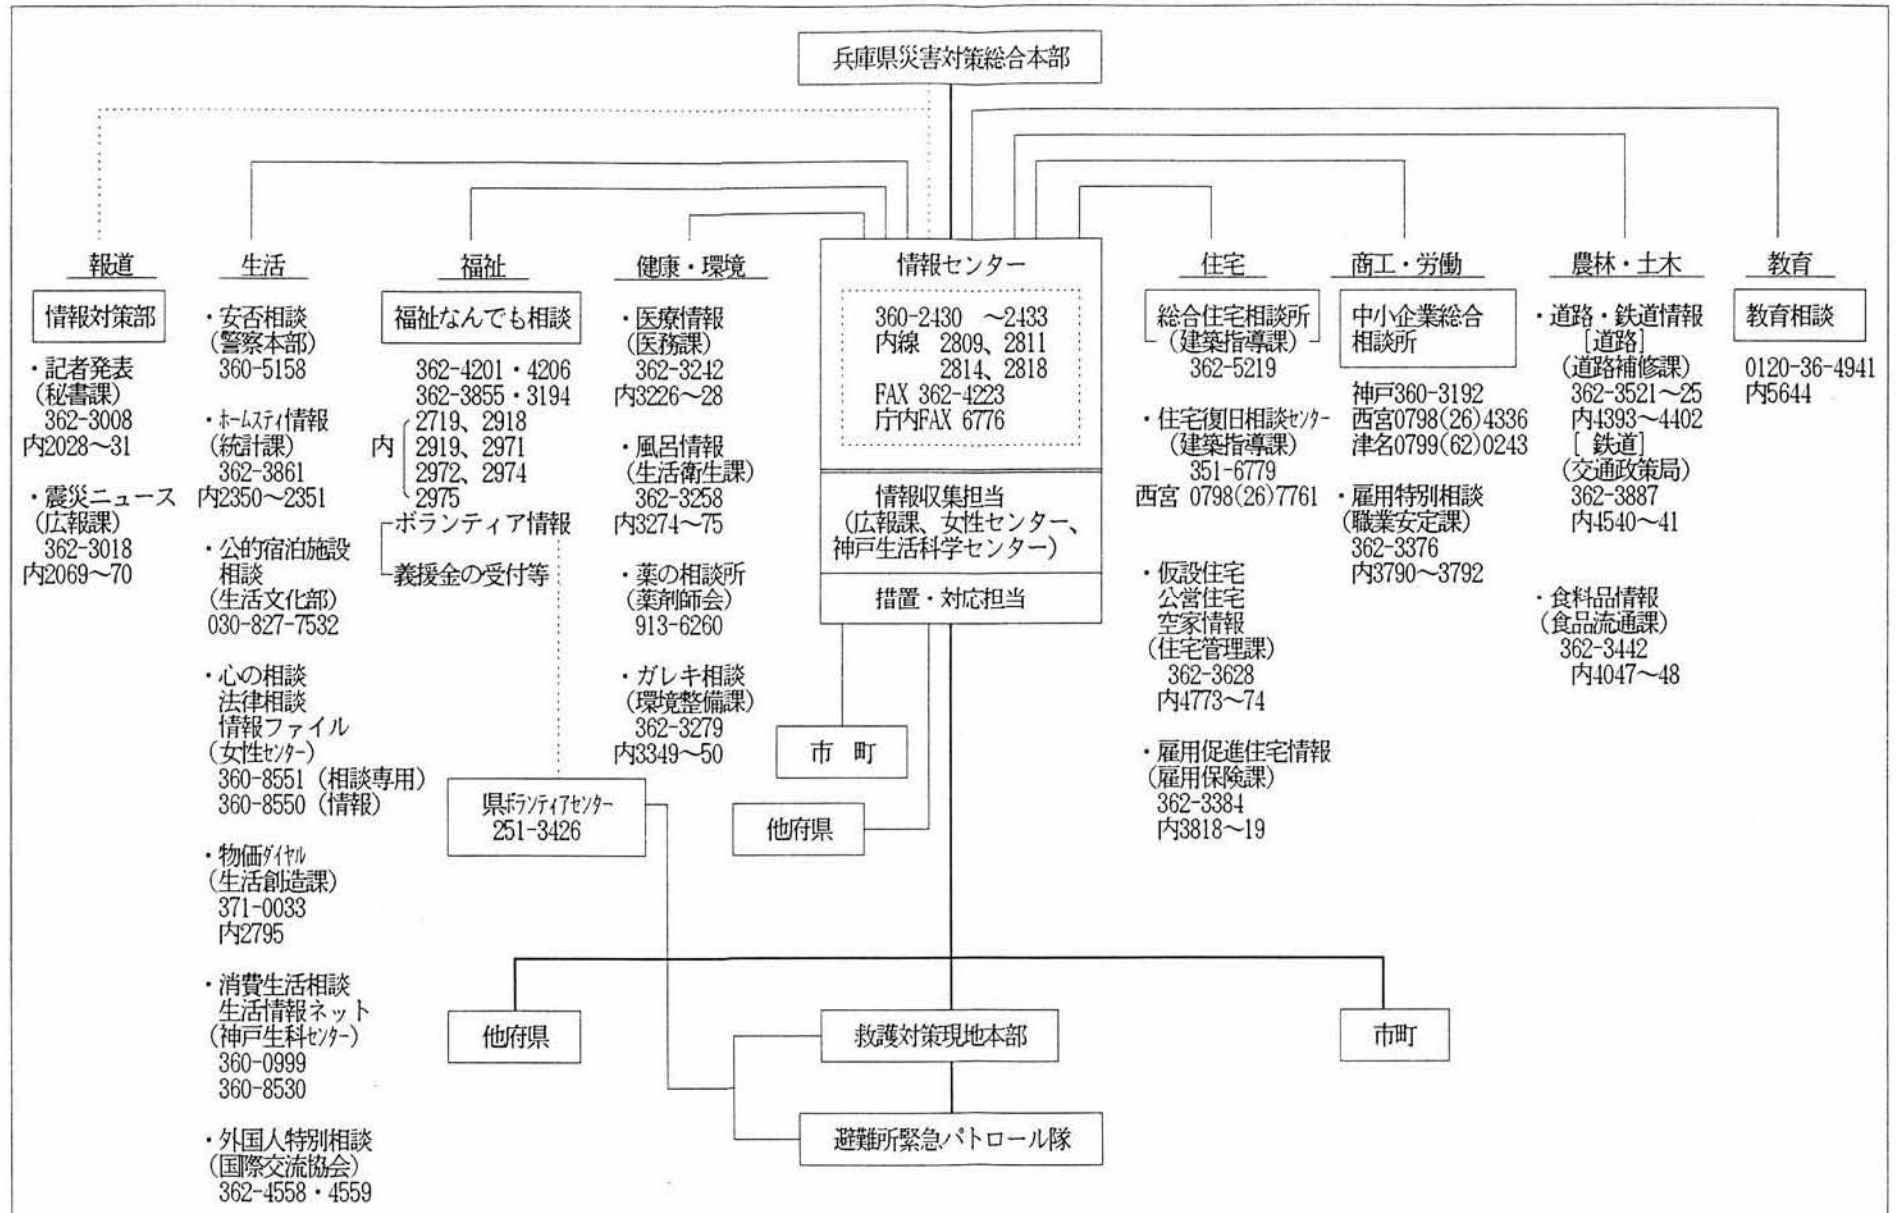 兵庫県災害対策総合本部
報道
情報対策部
・記者発表
(秘書課)
362-3008
内2028～31
・震災ニュース
(広報課)
362-3018
内2069～70
生活
・安否相談
(警察本部)
360-5158
・ホームスティ情報
(統計課)
362-3861
内2350～2351
・公的宿泊施設
相談
(生活文化部)
030-827-7532
・心の相談
法律相談
情報ファイル
(女性センター)
360-8551 (相談専用)
360-8550 (情報)
・物価ダイヤル
(生活創造課)
371-0033
内2795
・消費生活相談
生活情報ネット
(神戸生科センター)
360-0999
360-8530
・外国人特別相談
(国際交流協会)
362-4558・4559
福祉
福祉なんでも相談
362-4201・4206
362-3855・3194
内
2719、2918
2919、2971
2972、2974
2975
ボランティア情報
義援金の受付等
県ボランティアセンター
251-3426
健康・環境
・医療情報
(医務課)
362-3242
内3226～28
・風呂情報
(生活衛生課)
362-3258
内3274～75
・薬の相談所
(薬剤師会)
913-6260
・ガレキ相談
(環境整備課)
362-3279
内3349～50
情報センター
360-2430 ～2433
内線 2809、2811
2814、2818
FAX 362-4223
庁内FAX 6776
情報収集担当
(広報課、女性センター、
神戸生活科学センター)
措置・対応担当
市 町
他府県
住宅
総合住宅相談所
(建築指導課)
362-5219
・住宅復旧相談センター
(建築指導課)
351-6779
西宮 0798(26)7761
・仮設住宅
公営住宅
空家情報
(住宅管理課)
362-3628
内4773～74
・雇用促進住宅情報
(雇用保険課)
362-3384
内3818～19
商工・労働
中小企業総合
相談所
神戸360-3192
西宮0798(26)4336
津名0799(62)0243
・雇用特別相談
(職業安定課)
362-3376
内3790～3792
農林・土木
・道路・鉄道情報
[道路]
(道路補修課)
362-3521～25
内4393～4402
[ 鉄道]
(交通政策局)
362-3887
内4540～41
・食料品情報
(食品流通課)
362-3442
内4047～48
教育
教育相談
0120-36-4941
内5644
他府県
救護対策現地本部
市町
避難所緊急パトロール隊